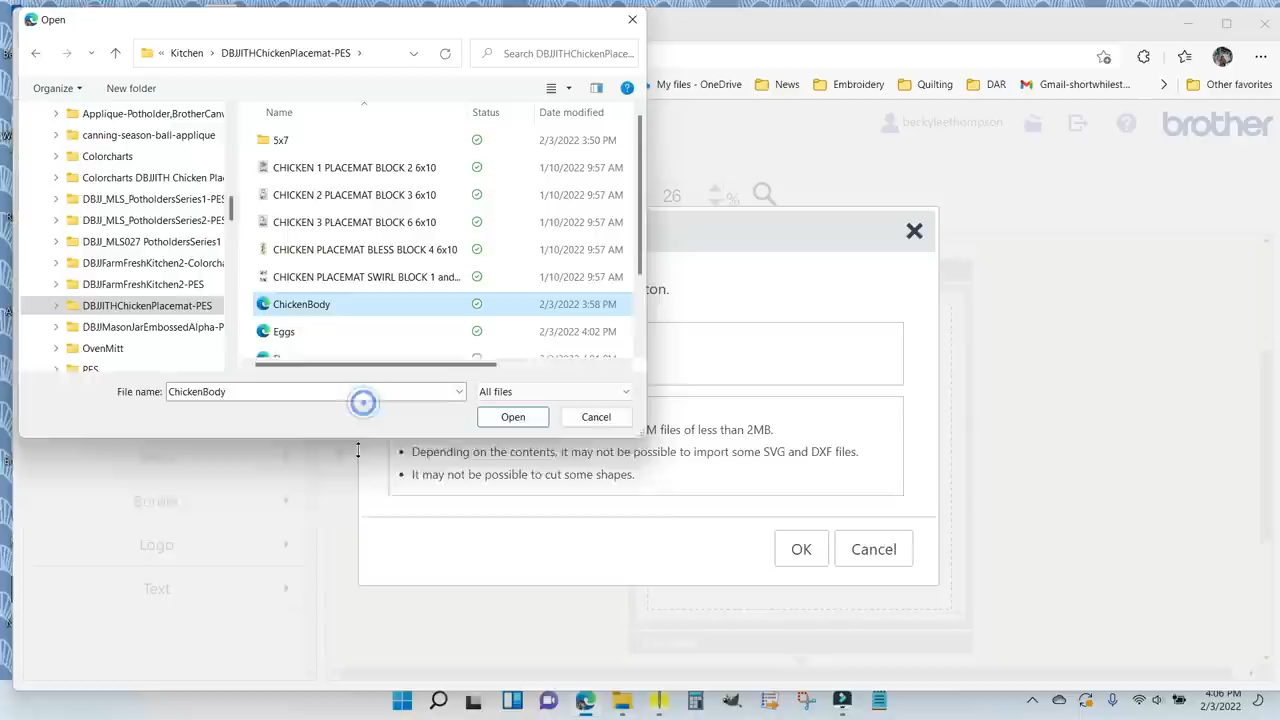 Open
« Kitchen > DBJJITHChickenPlacemat-PES >
Search DBJJITHChickenPlace...
Organize
New folder
Name
Status
Date modified
Applique-Potholder,BrotherCanv
canning-season-ball-applique
Colorcharts
Colorcharts DBJJITH Chicken Pla
DBJJ_MLS_PotholdersSeries1-PES
DBJJ_MLS_PotholdersSeries2-PES
DBJJ_MLS027 PotholdersSeries1
DBJJFarmFreshKitchen2-Colorcha
DBJJFarmFreshKitchen2-PES
DBJJITHChickenPlacemat-PES
DBJJMasonJarEmbossedAlpha-P
OvenMitt
PES
5x7
2/3/2022 3:50 PM
CHICKEN 1 PLACEMAT BLOCK 2 6x10
1/10/2022 9:57 AM
CHICKEN 2 PLACEMAT BLOCK 3 6x10
1/10/2022 9:57 AM
CHICKEN 3 PLACEMAT BLOCK 6 6x10
1/10/2022 9:57 AM
CHICKEN PLACEMAT BLESS BLOCK 4 6x10
1/10/2022 9:57 AM
CHICKEN PLACEMAT SWIRL BLOCK 1 and...
1/10/2022 9:57 AM
ChickenBody
2/3/2022 3:58 PM
Eggs
2/3/2022 4:02 PM
File name: ChickenBody
All files
Open
Cancel
My files - OneDrive
News
Embroidery
Quilting
DAR
Gmail-shortwhilest...
Other favorites
beckyleethompson
brother
26
%
on.
M files of less than 2MB.
• Depending on the contents, it may not be possible to import some SVG and DXF files.
• It may not be possible to cut some shapes.
OK
Cancel
Border
Logo
Text
4:06 PM
2/3/2022